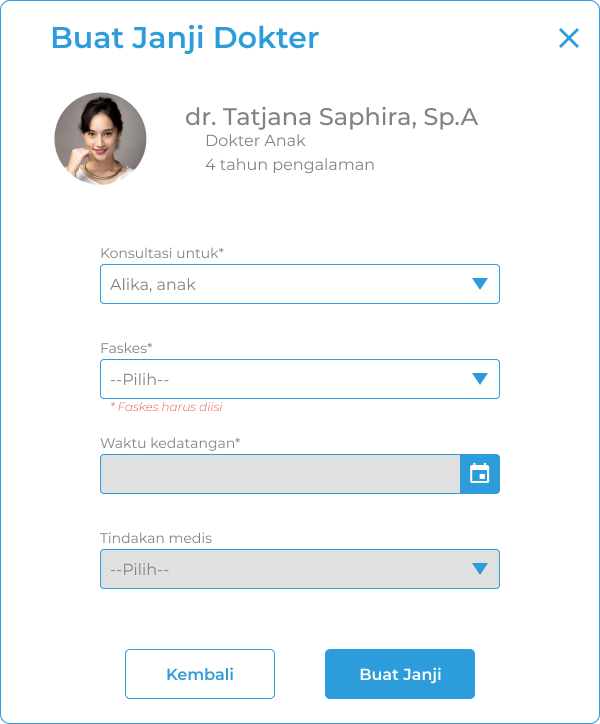 Buat Janji Dokter
dr. Tatjana Saphira, Sp.A
Dokter Anak
4 tahun pengalaman
Konsultasi untuk*
Alika, anak
Faskes*
--Pilih--
* Faskes harus diisi
Waktu kedatangan*
Tindakan medis
--Pilih--
Kembali
Buat Janji